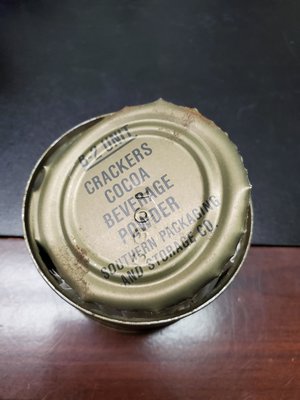 B-2 UNIT
CRACKERS
COCOA
BEVERAGE
POWDER
SOUTHERN PACKAGING
AND STORAGE CO.